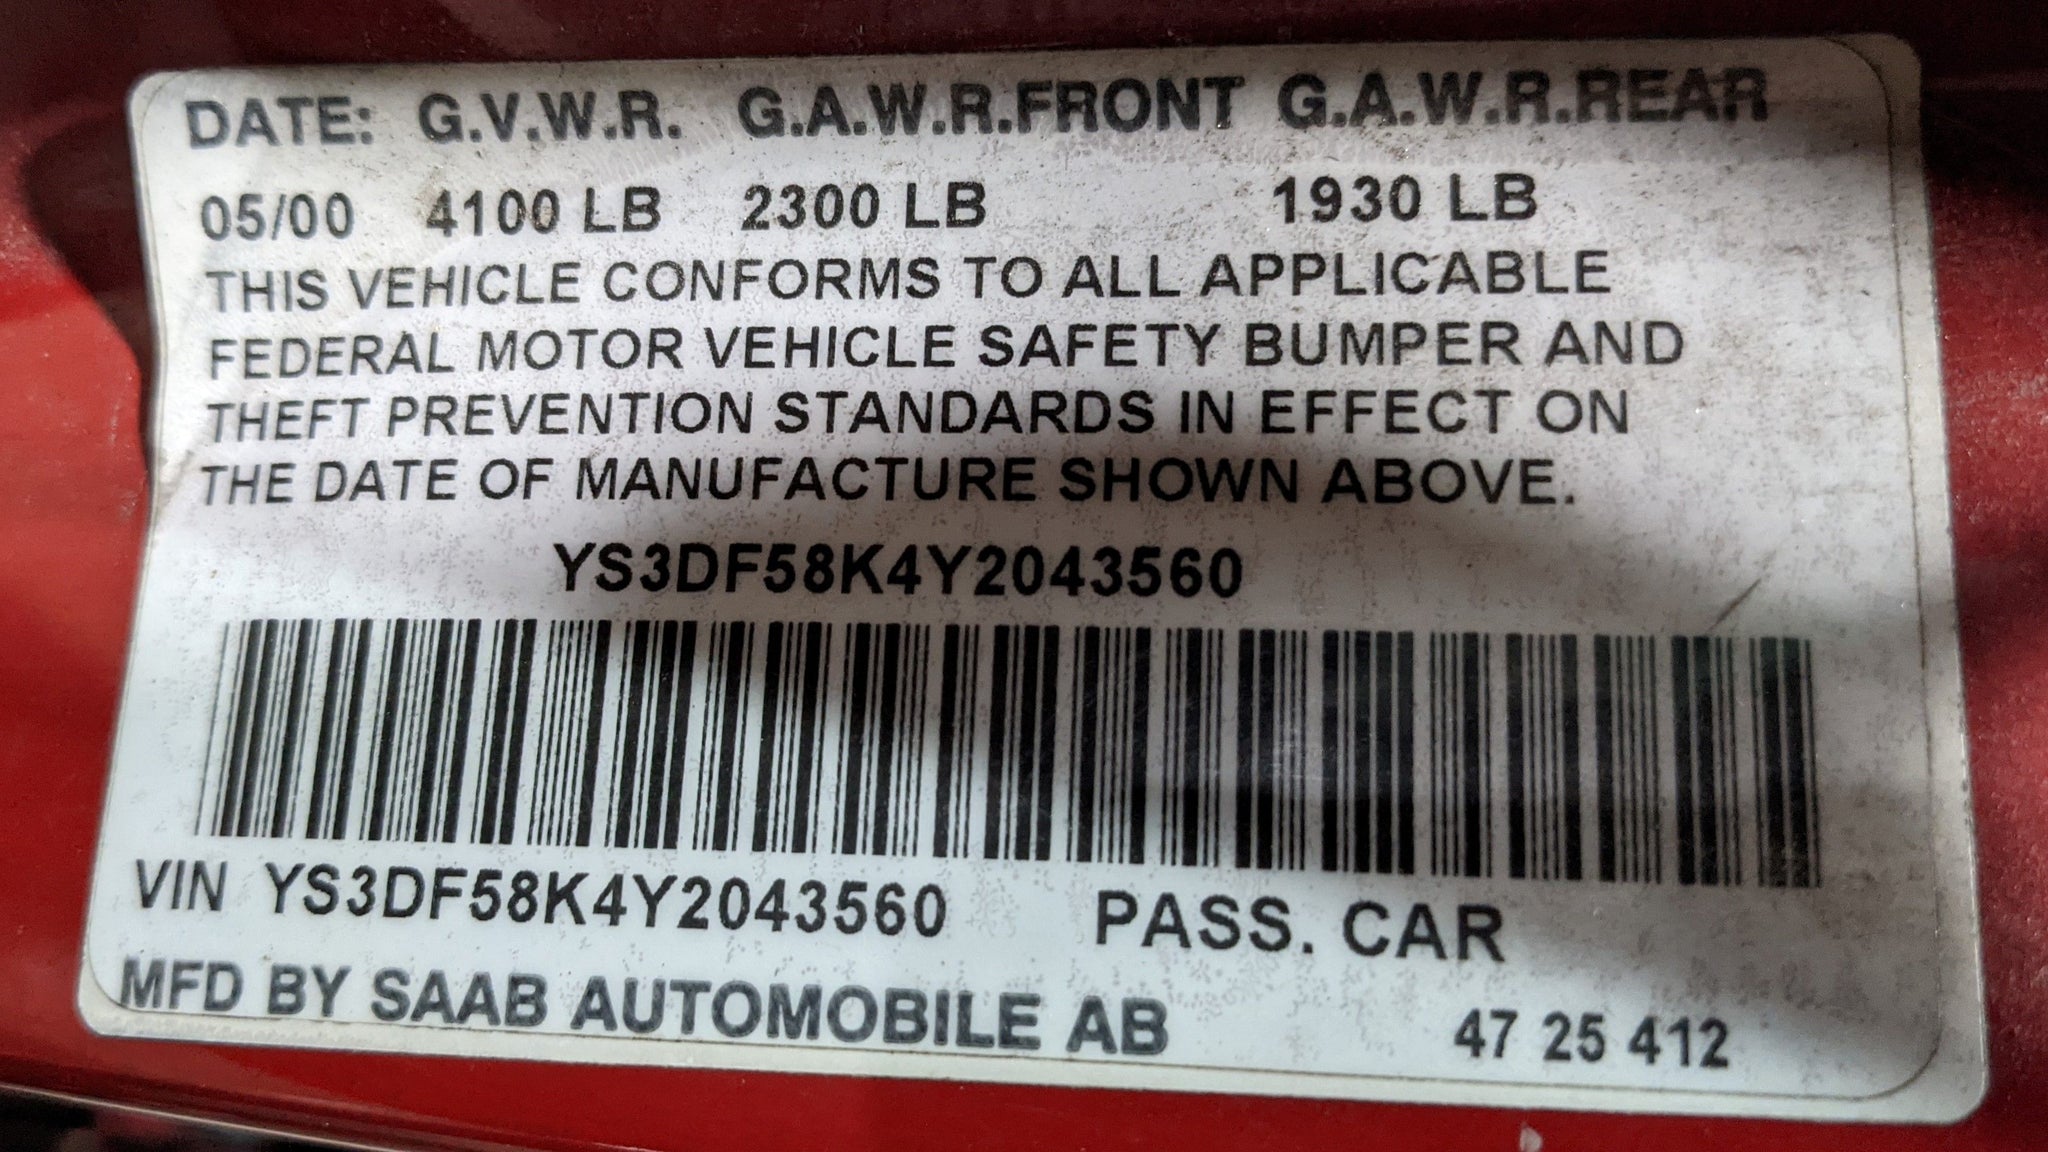 DATE: G.V.W.R. G.A.W.R.FRONT G.A.W.R.REAR
05/00 4100 LB 2300 LB 1930 LB
THIS VEHICLE CONFORMS TO ALL APPLICABLE
FEDERAL MOTOR VEHICLE SAFETY BUMPER AND
THEFT PREVENTION STANDARDS IN EFFECT ON
THE DATE OF MANUFACTURE SHOWN ABOVE.
YS3DF58K4Y2043560
VIN YS3DF58K4Y2043560 PASS. CAR
MFD BY SAAB AUTOMOBILE AB 47 25 412